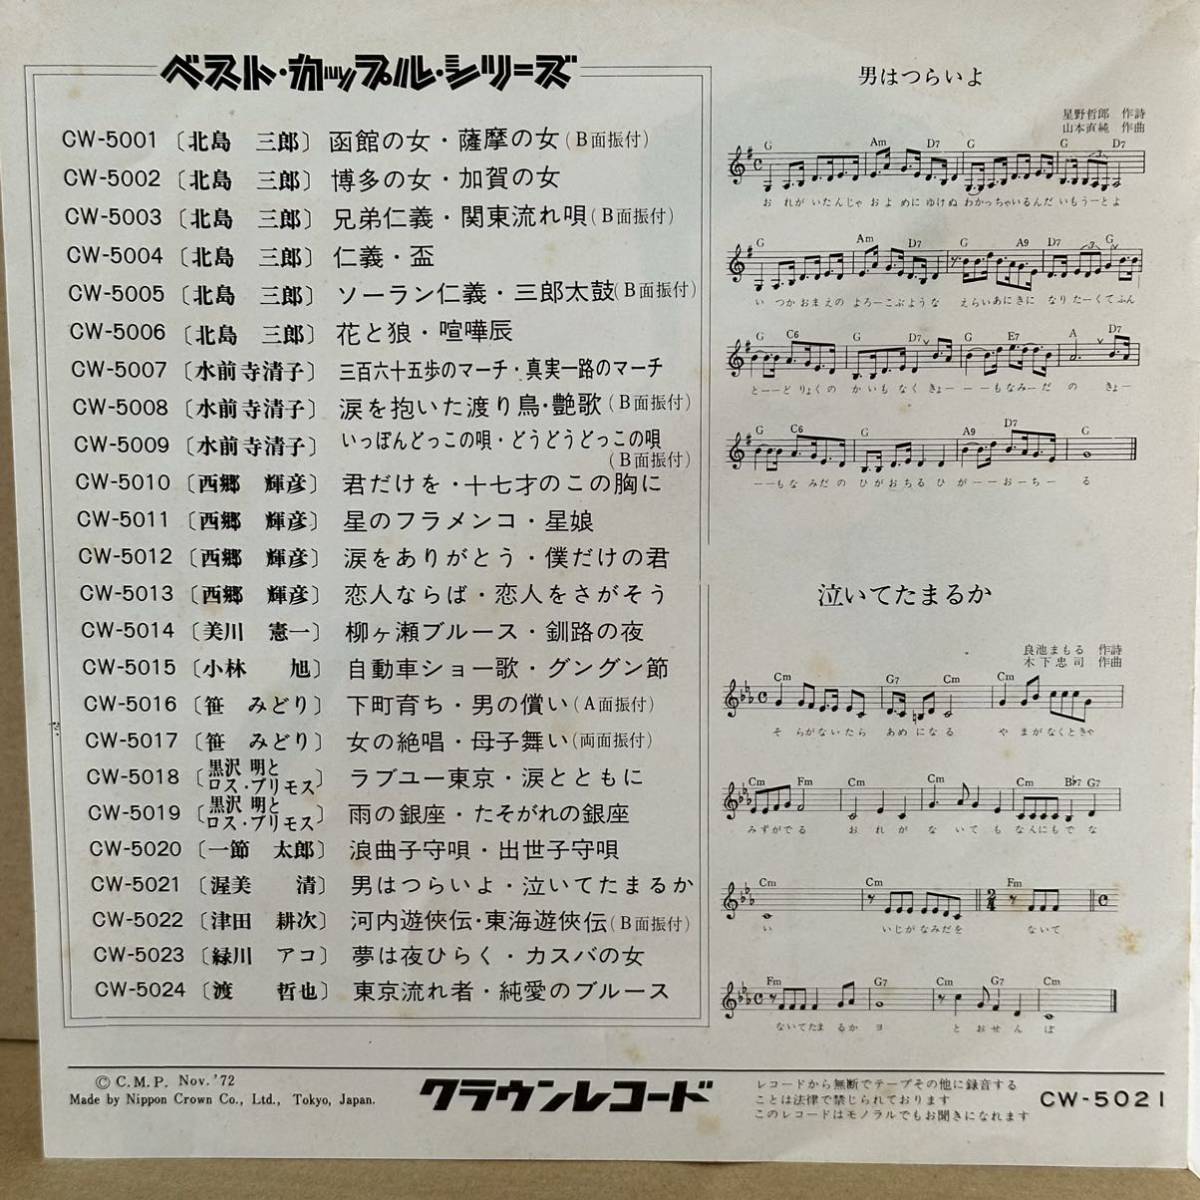 ベスト・カップル・シリーズ
CW-5001〔北島 三郎〕函館の女・薩摩の女(B面振付)
CW-5002〔北島 三郎〕博多の女・加賀の女
CW-5003〔北島 三郎〕兄弟仁義・関東流れ唄(B面振付)
CW-5004〔北島 三郎〕仁義・盃
CW-5005〔北島 三郎〕ソーラン仁義・三郎太鼓(B面振付)
CW-5006〔北島 三郎〕花と狼・喧嘩辰
CW-5007〔水前寺清子〕三百六十五歩のマーチ・真実一路のマーチ
CW-5008〔水前寺清子〕涙を抱いた渡り鳥・艶歌(B面振付)
CW-5009〔水前寺清子〕いっぽんどっこの唄・どうどうどっこの唄
(B面振付)
CW-5010〔西郷 輝彦〕君だけを・十七才のこの胸に
CW-5011〔西郷 輝彦〕星のフラメンコ・星娘
CW-5012〔西郷 輝彦〕涙をありがとう・僕だけの君
CW-5013〔西郷 輝彦〕恋人ならば・恋人をさがそう
CW-5014〔美川 憲一〕柳ヶ瀬ブルース・釧路の夜
CW-5015〔小林 旭〕自動車ショー歌・グングン節
CW-5016〔笹 みどり〕下町育ち・男の償い(A面振付)
CW-5017〔笹 みどり〕女の絶唱・母子舞い(両面振付)
CW-5018〔黒沢 明とロス・プリモス〕ラブユー東京・涙とともに
CW-5019〔黒沢 明とロス・プリモス〕雨の銀座・たそがれの銀座
CW-5020〔一節 太郎〕浪曲子守唄・出世子守唄
CW-5021〔渥美 清〕男はつらいよ・泣いてたまるか
CW-5022〔津田 耕次〕河内遊侠伝・東海遊侠伝(B面振付)
CW-5023〔緑川 アコ〕夢は夜ひらく・カスバの女
CW-5024〔渡 哲也〕東京流れ者・純愛のブルース
男はつらいよ
星野哲郎 作詩
山本直純 作曲
G Am D7 G G D7
おれがいたんじゃ およめに ゆけぬ わかっちゃいるんだ いもうーとよ
G Am D7 G A9 D7 G
いつかおまえの よろーこぶような えらいあにきに なりたーくてふん
G C6 G D7 G E7 A D7
とーーど りょくの かいもなく きょーーーもなみーだ の きょー
G C6 G A9 D7 G
ーーもな みだの ひがおちる ひがーーおーちー る
泣いてたまるか
良池まもる 作詩
木下忠司 作曲
Cm G7 Cm Cm
そ らがないたら あめになる やまがなくときゃ
Cm Fm Cm Cm Cm B♭7 G7
みずがでる おれが ないても なんにもでな
Cm Cm Fm
い いじがなみだを ないて
Fm G7 Cm G7 Cm
ないてたま るか ヨ とおせんぼ
Ⓒ C.M.P. Nov.'72
Made by Nippon Crown Co., Ltd., Tokyo, Japan.
クラウンレコード
レコードから無断でテープその他に録音する
ことは法律で禁じられております
このレコードはモノラルでもお聞きになれます
CW-5021